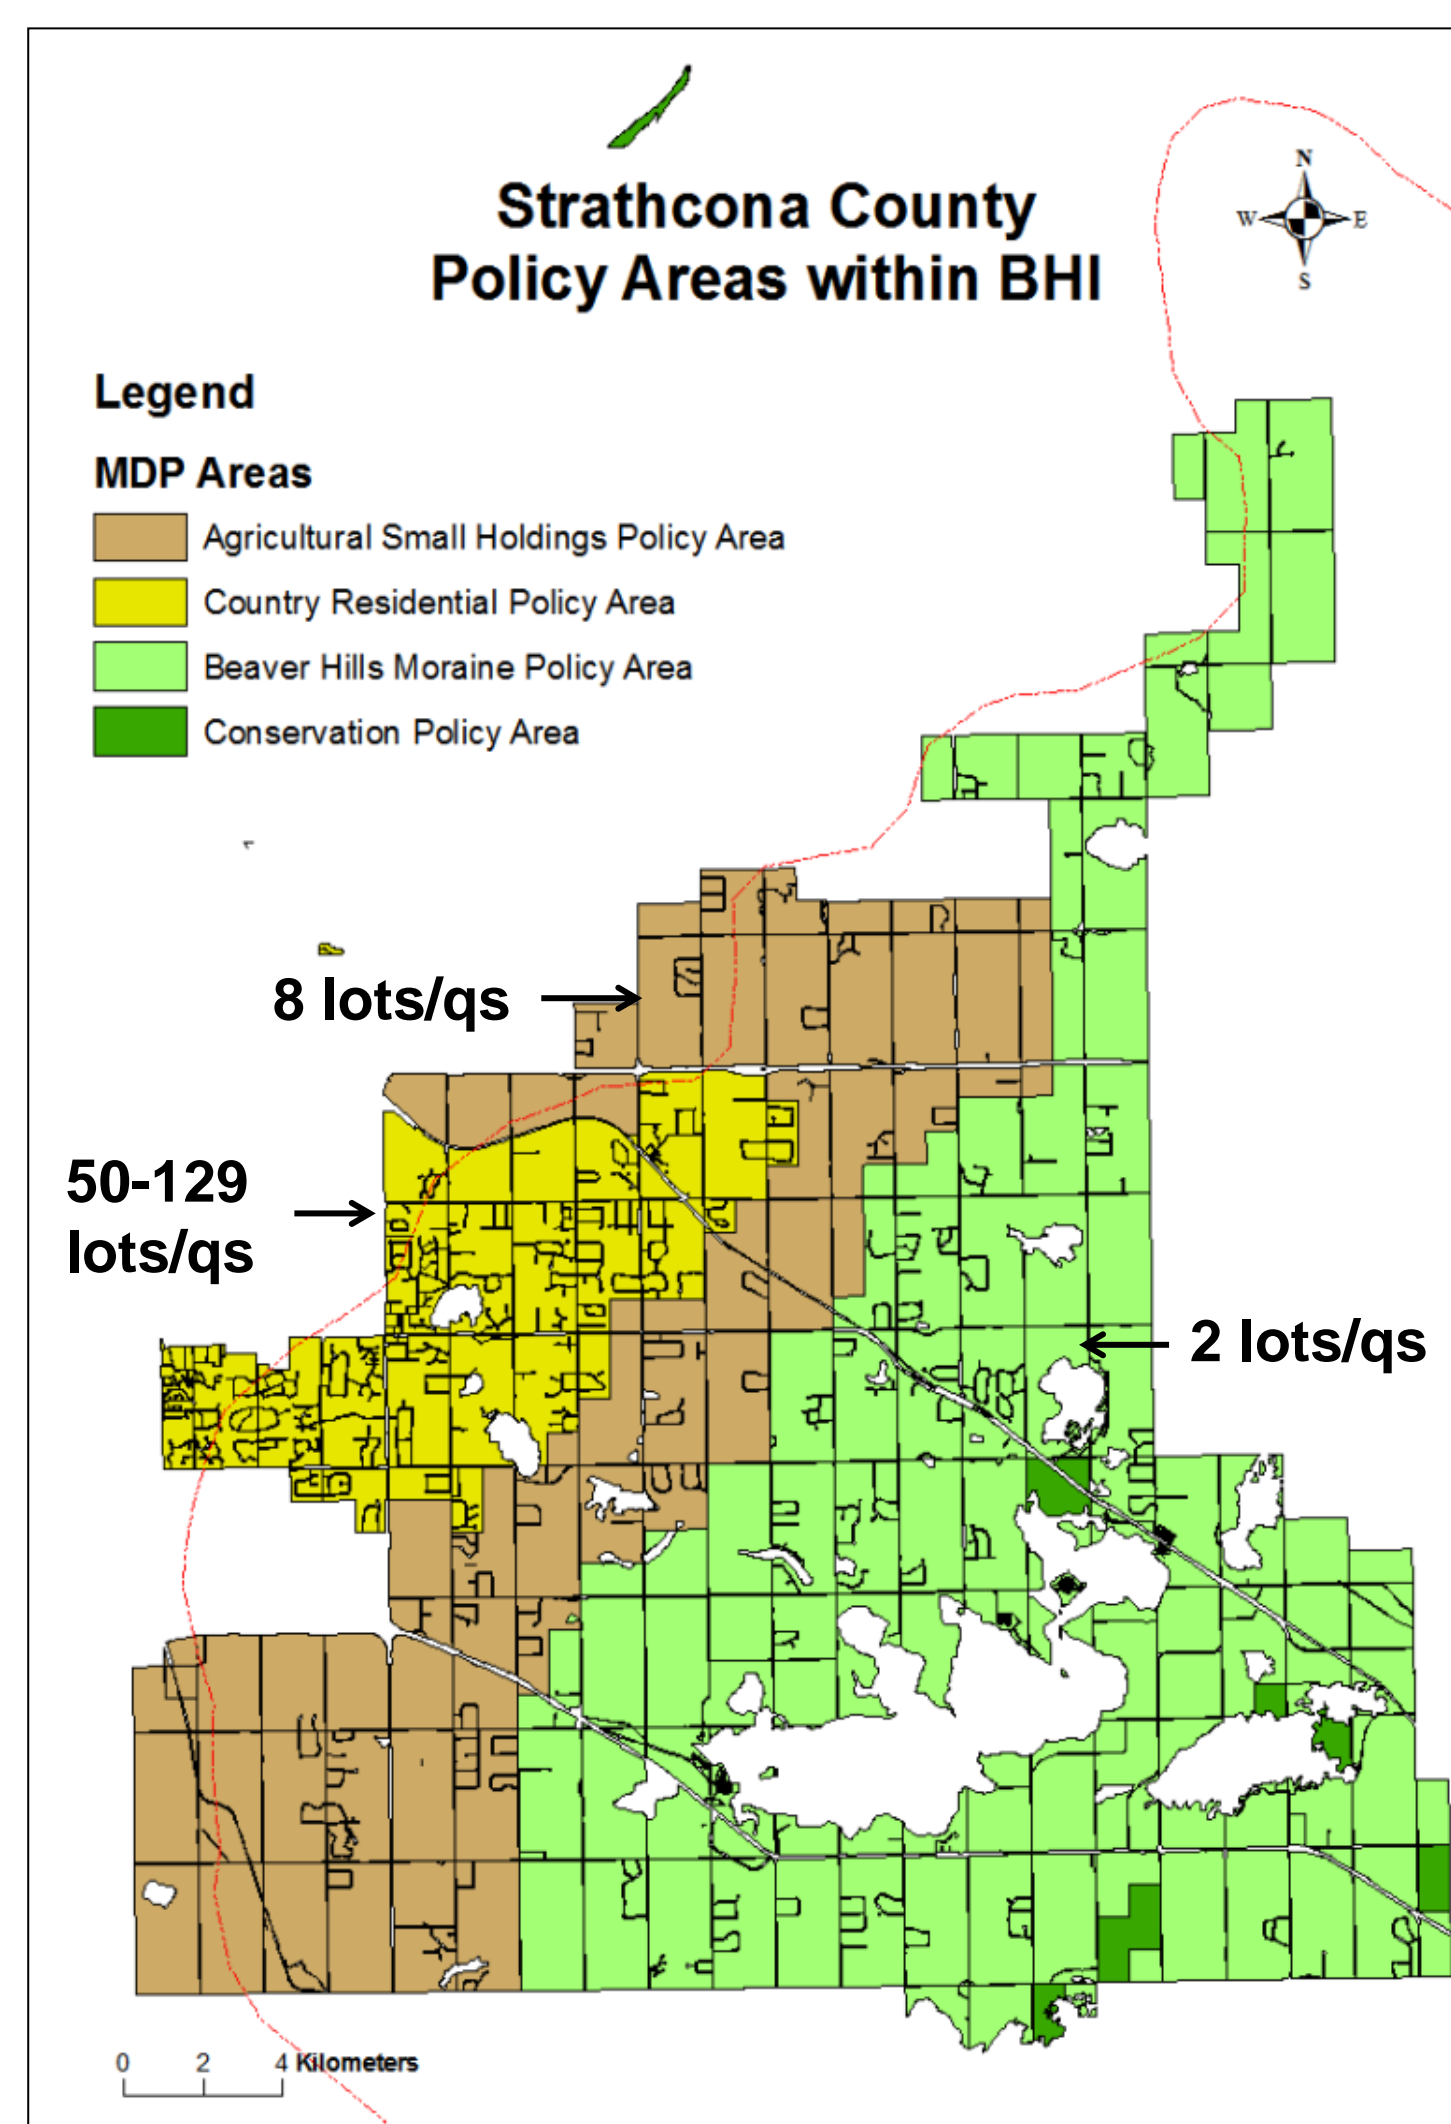 Strathcona County
Policy Areas within BHI
N
W E
S
Legend
MDP Areas
Agricultural Small Holdings Policy Area
Country Residential Policy Area
Beaver Hills Moraine Policy Area
Conservation Policy Area
8 lots/qs
50-129
lots/qs
2 lots/qs
0 2 4 Kilometers